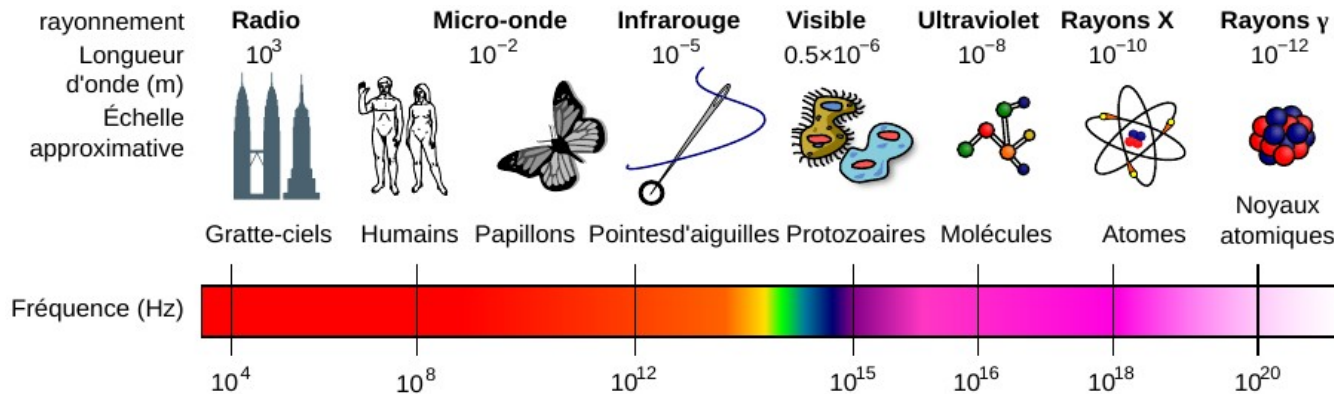 rayonnement Radio Micro-onde Infrarouge Visible Ultraviolet Rayons X Rayons γ
Longueur 10³ 10⁻² 10⁻⁵ 0.5×10⁻⁶ 10⁻⁸ 10⁻¹⁰ 10⁻¹²
d'onde (m)
Échelle
approximative
Gratte-ciels Humains Papillons Pointesd'aiguilles Protozoaires Molécules Atomes Noyaux
atomiques
Fréquence (Hz)
10⁴ 10⁸ 10¹² 10¹⁵ 10¹⁶ 10¹⁸ 10²⁰